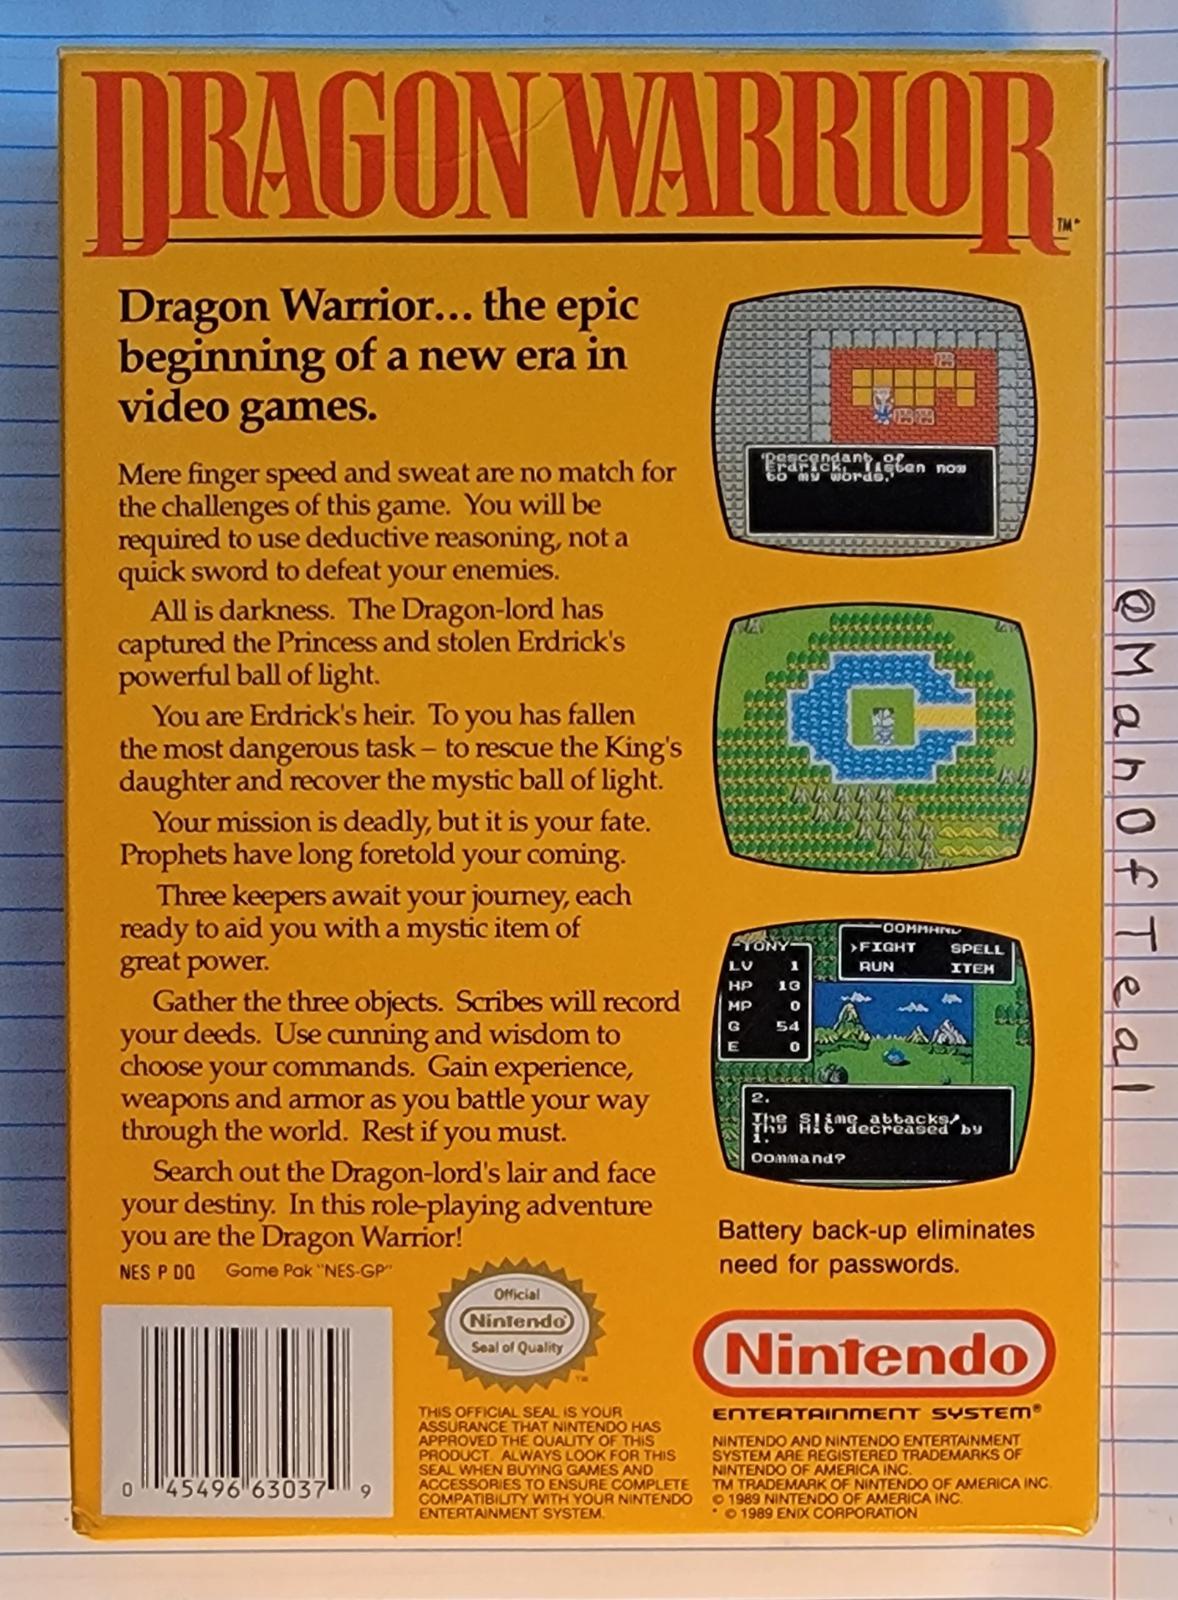 DRAGON WARRIOR
TM*
Dragon Warrior... the epic
beginning of a new era in
video games.
Mere finger speed and sweat are no match for
the challenges of this game. You will be
required to use deductive reasoning, not a
quick sword to defeat your enemies.
All is darkness. The Dragon-lord has
captured the Princess and stolen Erdrick's
powerful ball of light.
You are Erdrick's heir. To you has fallen
the most dangerous task – to rescue the King's
daughter and recover the mystic ball of light.
Your mission is deadly, but it is your fate.
Prophets have long foretold your coming.
Three keepers await your journey, each
ready to aid you with a mystic item of
great power.
Gather the three objects. Scribes will record
your deeds. Use cunning and wisdom to
choose your commands. Gain experience,
weapons and armor as you battle your way
through the world. Rest if you must.
Search out the Dragon-lord's lair and face
your destiny. In this role-playing adventure
you are the Dragon Warrior!
NES P DQ Game Pak "NES-GP"
'Descendant of
Erdrick, listen now
to my words.'
COMMAND
TONY
›FIGHT SPELL
RUN ITEM
LV 1
HP 13
MP 0
G 54
E 0
2.
The Slime attacks!
Thy Hit decreased by
1.
Command?
Battery back-up eliminates
need for passwords.
Official
Nintendo
Seal of Quality
TM
THIS OFFICIAL SEAL IS YOUR
ASSURANCE THAT NINTENDO HAS
APPROVED THE QUALITY OF THIS
PRODUCT. ALWAYS LOOK FOR THIS
SEAL WHEN BUYING GAMES AND
ACCESSORIES TO ENSURE COMPLETE
COMPATIBILITY WITH YOUR NINTENDO
ENTERTAINMENT SYSTEM.
Nintendo
ENTERTAINMENT SYSTEM®
NINTENDO AND NINTENDO ENTERTAINMENT
SYSTEM ARE REGISTERED TRADEMARKS OF
NINTENDO OF AMERICA INC.
TM TRADEMARK OF NINTENDO OF AMERICA INC.
© 1989 NINTENDO OF AMERICA INC.
* © 1989 ENIX CORPORATION
0 45496 63037 9
@ManOfTeal